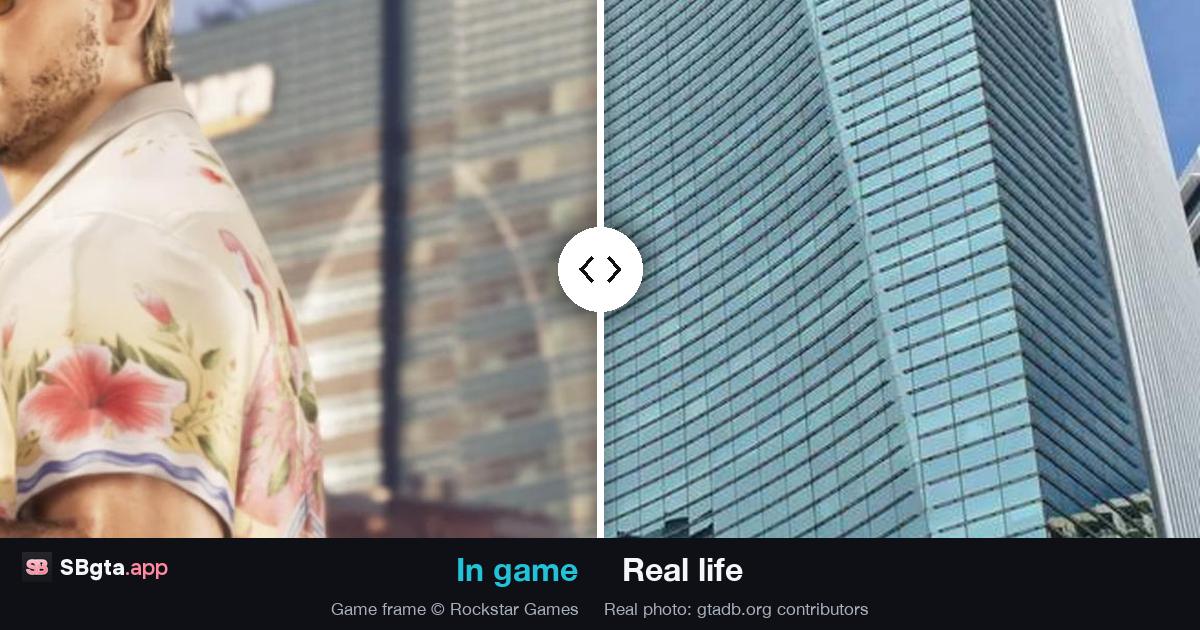 SB SBgta.app
In game
Real life
Game frame © Rockstar Games
Real photo: gtadb.org contributors